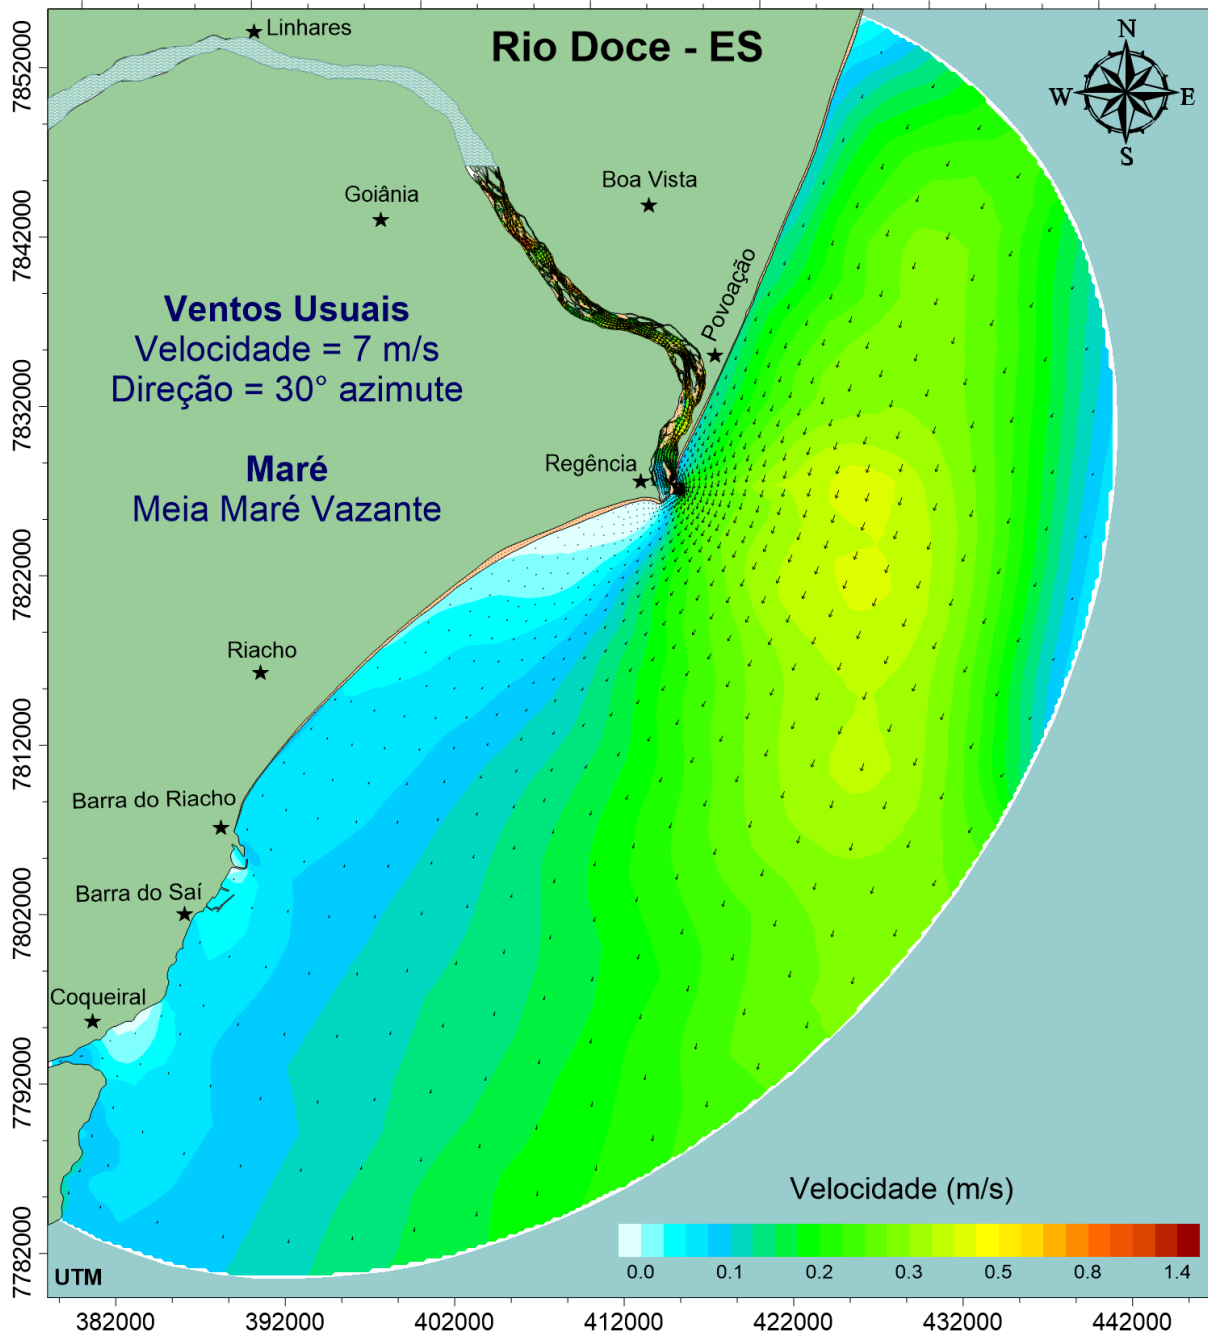 Rio Doce - ES
N
W
E
S
Linhares
Goiânia
Boa Vista
Povoação
Ventos Usuais
Velocidade = 7 m/s
Direção = 30° azimute
Maré
Meia Maré Vazante
Regência
Riacho
Barra do Riacho
Barra do Saí
Coqueiral
Velocidade (m/s)
0.0 0.1 0.2 0.3 0.5 0.8 1.4
UTM
7852000
7842000
7832000
7822000
7812000
7802000
7792000
7782000
382000 392000 402000 412000 422000 432000 442000